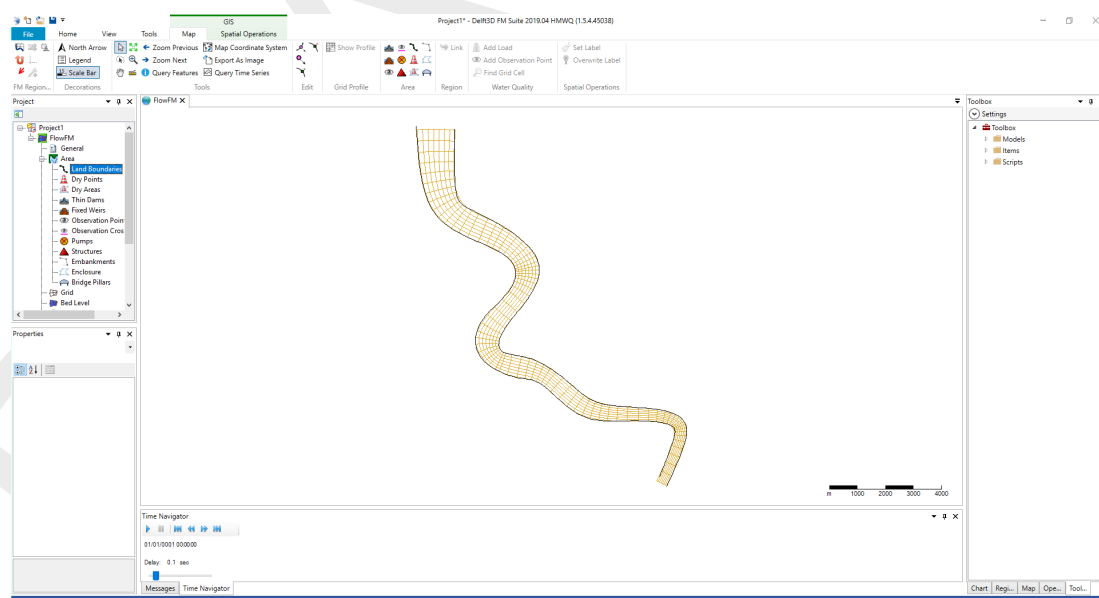 GIS
Project1* - Delft3D FM Suite 2019.04 HMWQ (1.5.4.45038)
File Home View Tools Map Spatial Operations
North Arrow Zoom Previous Map Coordinate System Show Profile Link Add Load Set Label
Legend Zoom Next Export As Image Add Observation Point Overwrite Label
Scale Bar Query Features Query Time Series Find Grid Cell
FM Region... Decorations Tools Edit Grid Profile Area Region Water Quality Spatial Operations
Project
FlowFM
Toolbox
Settings
Project1
FlowFM
General
Area
Land Boundaries
Dry Points
Dry Areas
Thin Dams
Fixed Weirs
Observation Poin
Observation Cros
Pumps
Structures
Embankments
Enclosure
Bridge Pillars
Grid
Bed Level
Toolbox
Models
Items
Scripts
Properties
m 1000 2000 3000 4000
Time Navigator
01/01/0001 00:00:00
Delay: 0.1 sec
Messages Time Navigator
Chart Regi... Map Ope... Tool...